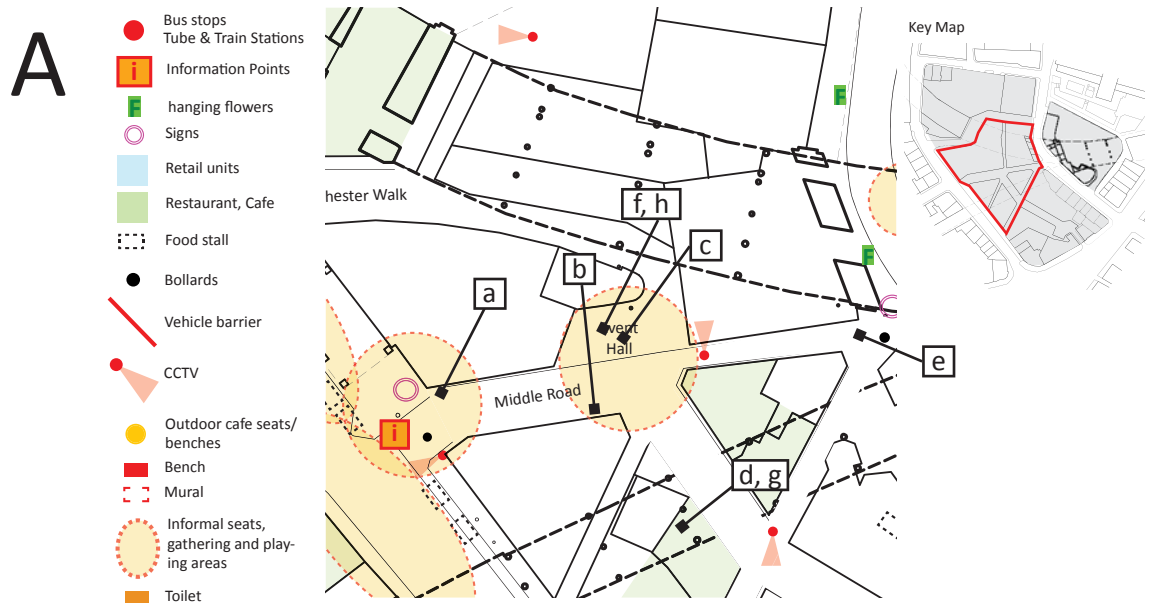 A
Bus stops
Tube & Train Stations
i
Information Points
F
hanging flowers
Signs
Retail units
Restaurant, Cafe
Food stall
Bollards
Vehicle barrier
CCTV
Outdoor cafe seats/
benches
Bench
Mural
Informal seats,
gathering and play-
ing areas
Toilet
Key Map
F
hester Walk
f, h
c
b
a
F
vent
Hall
e
Middle Road
i
d, g